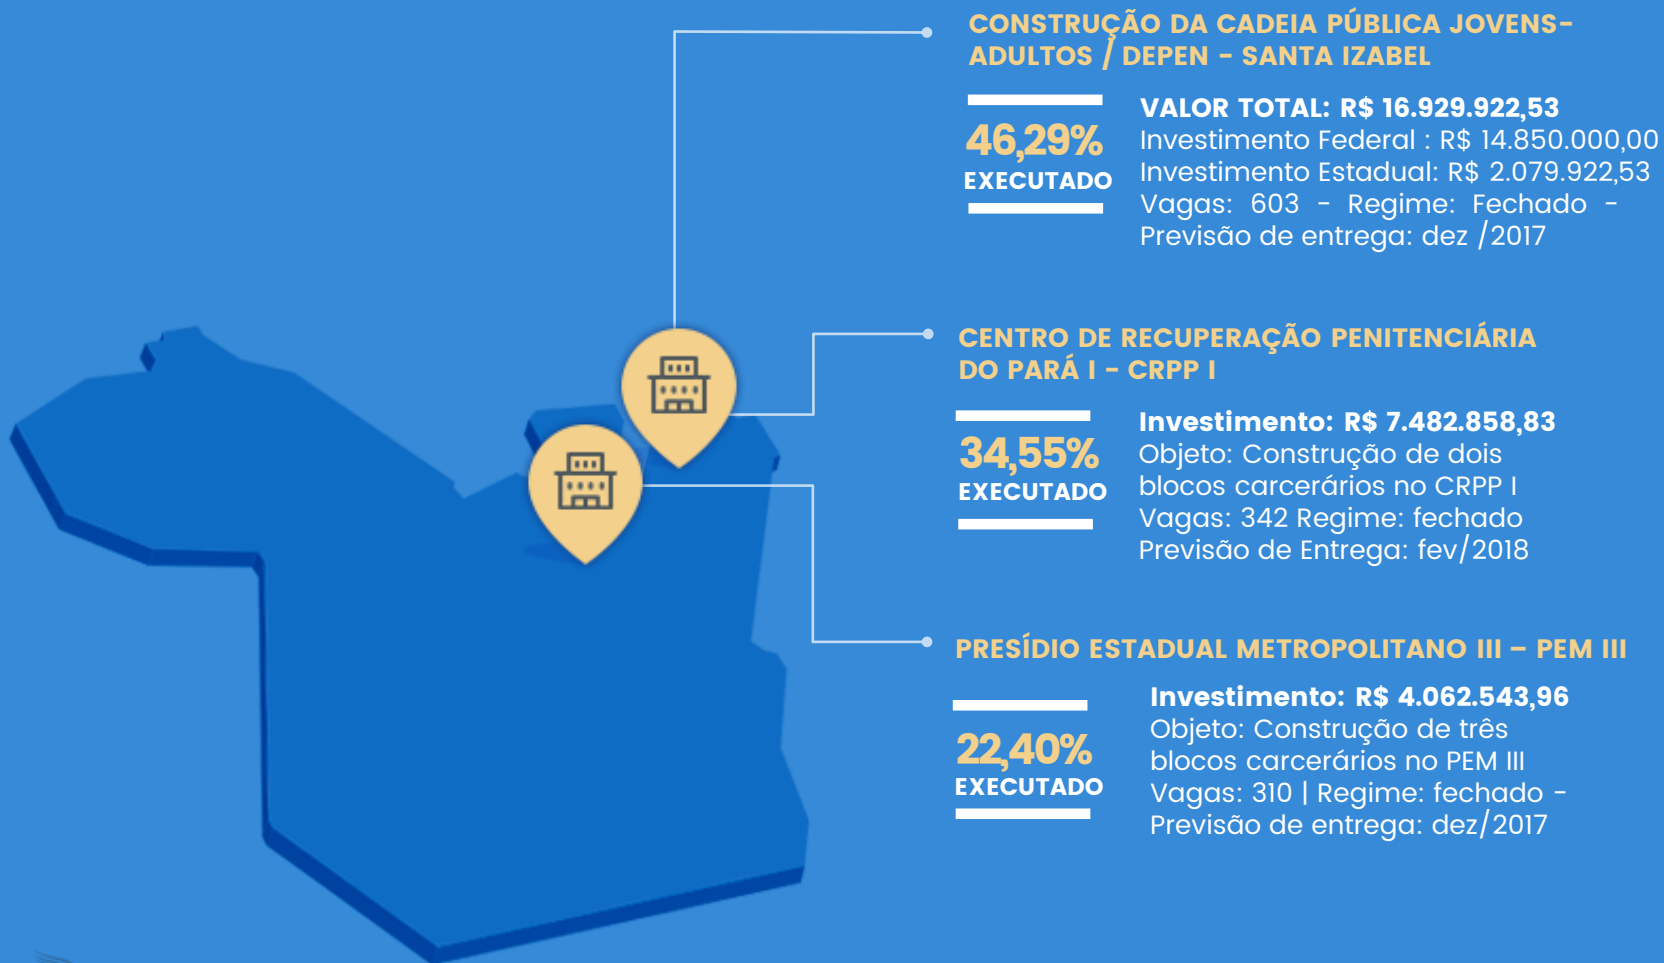 CONSTRUÇÃO DA CADEIA PÚBLICA JOVENS-
ADULTOS / DEPEN - SANTA IZABEL
46,29%
EXECUTADO
VALOR TOTAL: R$ 16.929.922,53
Investimento Federal : R$ 14.850.000,00
Investimento Estadual: R$ 2.079.922,53
Vagas: 603 - Regime: Fechado -
Previsão de entrega: dez /2017
CENTRO DE RECUPERAÇÃO PENITENCIÁRIA
DO PARÁ I - CRPP I
34,55%
EXECUTADO
Investimento: R$ 7.482.858,83
Objeto: Construção de dois
blocos carcerários no CRPP I
Vagas: 342 Regime: fechado
Previsão de Entrega: fev/2018
PRESÍDIO ESTADUAL METROPOLITANO III – PEM III
22,40%
EXECUTADO
Investimento: R$ 4.062.543,96
Objeto: Construção de três
blocos carcerários no PEM III
Vagas: 310 | Regime: fechado -
Previsão de entrega: dez/2017